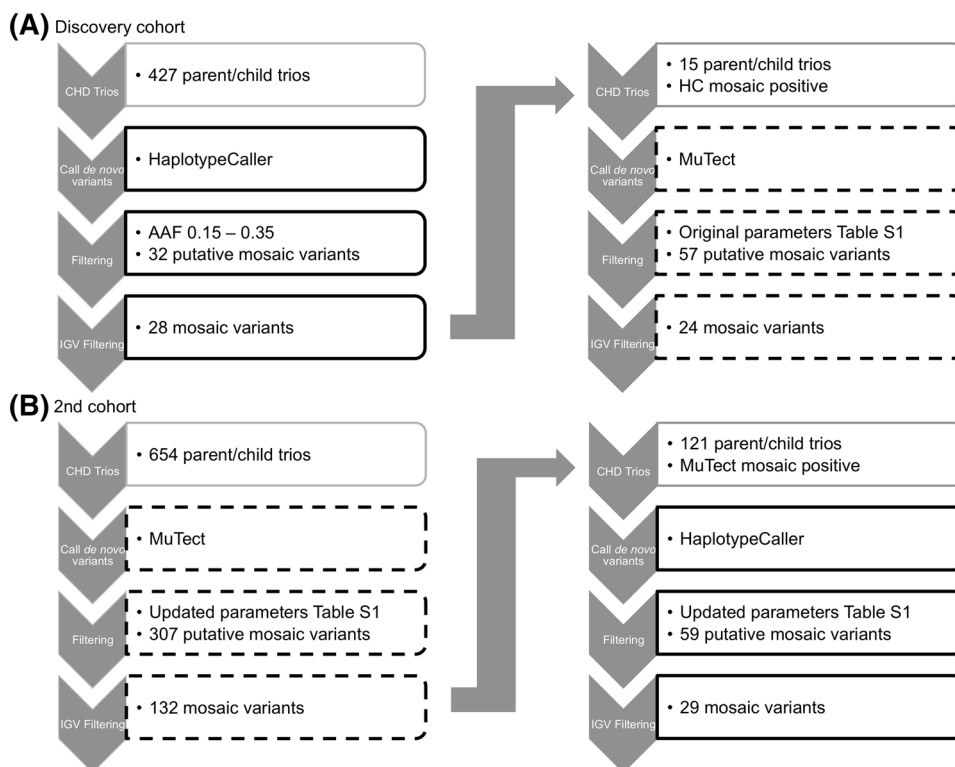 (A) Discovery cohort
CHD Trios
• 427 parent/child trios
Call de novo
variants
• HaplotypeCaller
Filtering
• AAF 0.15 – 0.35
• 32 putative mosaic variants
IGV Filtering
• 28 mosaic variants
CHD Trios
• 15 parent/child trios
• HC mosaic positive
Call de novo
variants
• MuTect
Filtering
• Original parameters Table S1
• 57 putative mosaic variants
IGV Filtering
• 24 mosaic variants
(B) 2nd cohort
CHD Trios
• 654 parent/child trios
Call de novo
variants
• MuTect
Filtering
• Updated parameters Table S1
• 307 putative mosaic variants
IGV Filtering
• 132 mosaic variants
CHD Trios
• 121 parent/child trios
• MuTect mosaic positive
Call de novo
variants
• HaplotypeCaller
Filtering
• Updated parameters Table S1
• 59 putative mosaic variants
IGV Filtering
• 29 mosaic variants